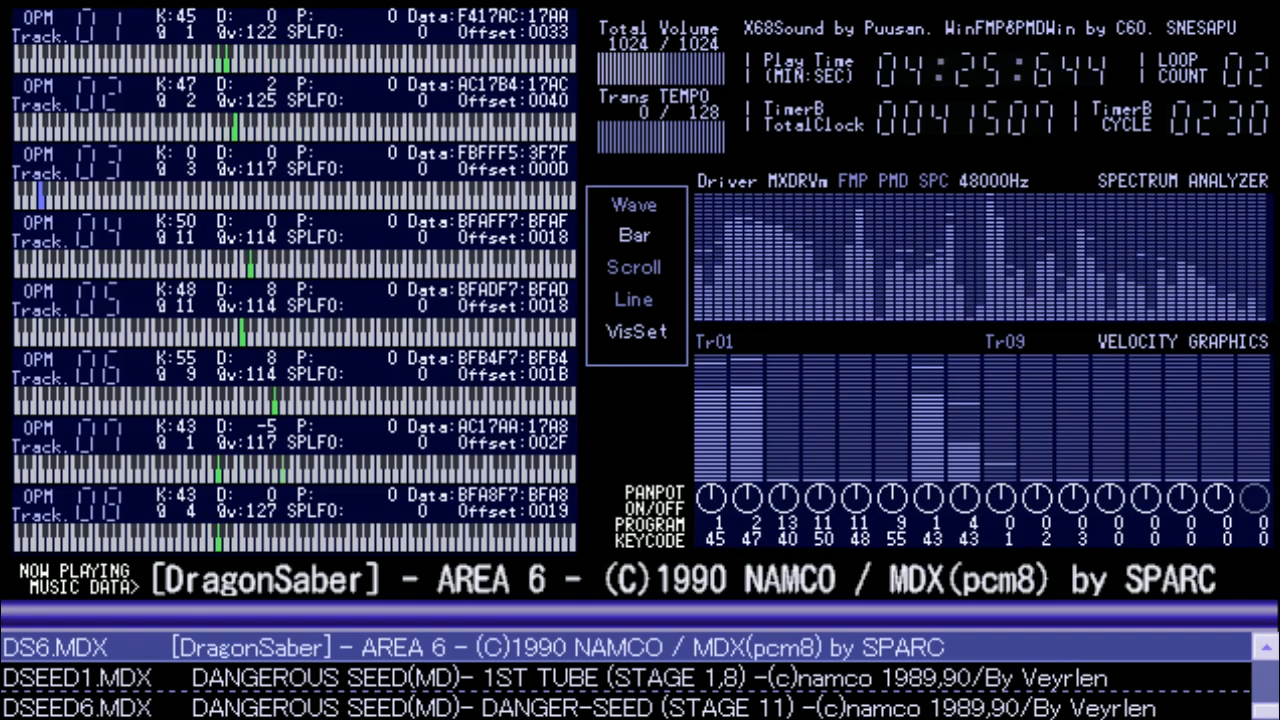 OPM K:45 D: 0 P: 0 Data:F417AC:17AA
Track. 01 @ 1 @v:122 SPLFO: 0 Offset:0033
OPM K:47 D: 2 P: 0 Data:AC17B4:17AC
Track. 02 @ 2 @v:125 SPLFO: 0 Offset:0040
OPM K: 0 D: 0 P: 0 Data:FBFFF5:3F7F
Track. 03 @ 3 @v:117 SPLFO: 0 Offset:000D
OPM K:50 D: 0 P: 0 Data:BFAFF7:BFAF
Track. 04 @ 11 @v:114 SPLFO: 0 Offset:0018
OPM K:48 D: 8 P: 0 Data:BFADF7:BFAD
Track. 05 @ 11 @v:114 SPLFO: 0 Offset:0018
OPM K:55 D: 8 P: 0 Data:BFB4F7:BFB4
Track. 06 @ 9 @v:114 SPLFO: 0 Offset:001B
OPM K:43 D: -5 P: 0 Data:AC17AA:17A8
Track. 07 @ 1 @v:117 SPLFO: 0 Offset:002F
OPM K:43 D: 0 P: 0 Data:BFA8F7:BFA8
Track. 08 @ 4 @v:127 SPLFO: 0 Offset:0019
Total Volume
1024 / 1024
Trans TEMPO
0 / 128
X68Sound by Puusan. WinFMP&PMDWin by C60. SNESAPU
Play Time (MIN:SEC) 04:25:644 LOOP COUNT 02
TimerB TotalClock 0041507 TimerB CYCLE 0230
Driver MXDRVm FMP PMD SPC 48000Hz SPECTRUM ANALYZER
Wave
Bar
Scroll
Line
VisSet
Tr01 Tr09 VELOCITY GRAPHICS
PANPOT
ON/OFF
PROGRAM 1 2 13 11 11 9 1 4 0 0 0 0 0 0 0 0
KEYCODE 45 47 40 50 48 55 43 43 1 2 3 0 0 0 0 0
NOW PLAYING
MUSIC DATA> [DragonSaber] - AREA 6 - (C)1990 NAMCO / MDX(pcm8) by SPARC
DS6.MDX [DragonSaber] - AREA 6 - (C)1990 NAMCO / MDX(pcm8) by SPARC
DSEED1.MDX DANGEROUS SEED(MD)- 1ST TUBE (STAGE 1,8) -(c)namco 1989,90/By Veyrlen
DSEED6.MDX DANGEROUS SEED(MD)- DANGER-SEED (STAGE 11) -(c)namco 1989,90/By Veyrlen